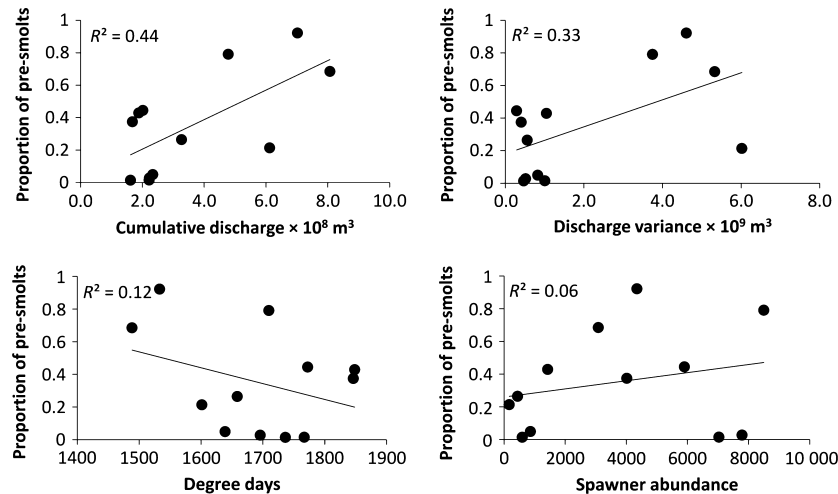 R² = 0.44
Proportion of pre-smolts
1
0.8
0.6
0.4
0.2
0
0.0 2.0 4.0 6.0 8.0 10.0
Cumulative discharge × 10⁸ m³
R² = 0.33
Proportion of pre-smolts
1
0.8
0.6
0.4
0.2
0
0.0 2.0 4.0 6.0 8.0
Discharge variance × 10⁹ m³
R² = 0.12
Proportion of pre-smolts
1
0.8
0.6
0.4
0.2
0
1400 1500 1600 1700 1800 1900
Degree days
R² = 0.06
Proportion of pre-smolts
1
0.8
0.6
0.4
0.2
0
0 2000 4000 6000 8000 10 000
Spawner abundance